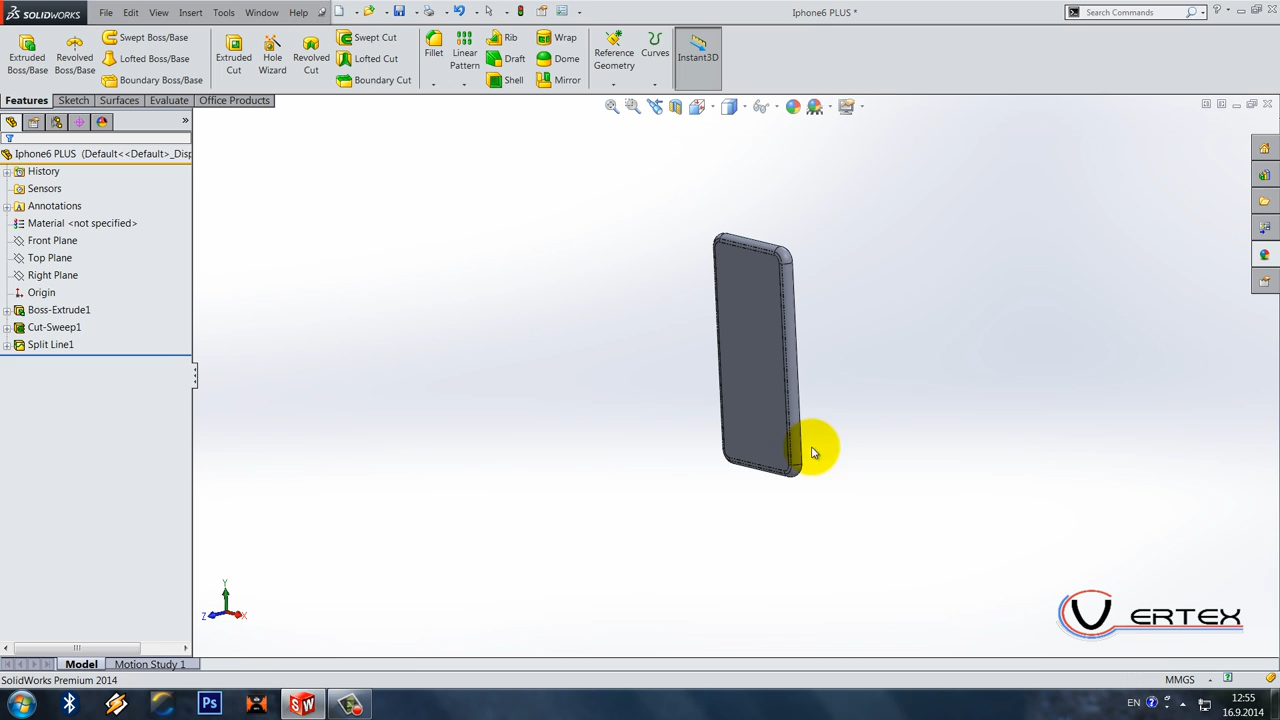 SOLIDWORKS File Edit View Insert Tools Window Help Iphone6 PLUS * Search Commands
Extruded Boss/Base Revolved Boss/Base Swept Boss/Base Lofted Boss/Base Boundary Boss/Base Extruded Cut Hole Wizard Revolved Cut Swept Cut Lofted Cut Boundary Cut Fillet Linear Pattern Rib Draft Shell Wrap Dome Mirror Reference Geometry Curves Instant3D
Features Sketch Surfaces Evaluate Office Products
»
Iphone6 PLUS (Default<<Default>_Disp
History
Sensors
A Annotations
Material <not specified>
Front Plane
Top Plane
Right Plane
Origin
Boss-Extrude1
Cut-Sweep1
Split Line1
Y
Z X
VERTEX
Model Motion Study 1
SolidWorks Premium 2014 MMGS
Ps SW EN 12:55
16.9.2014